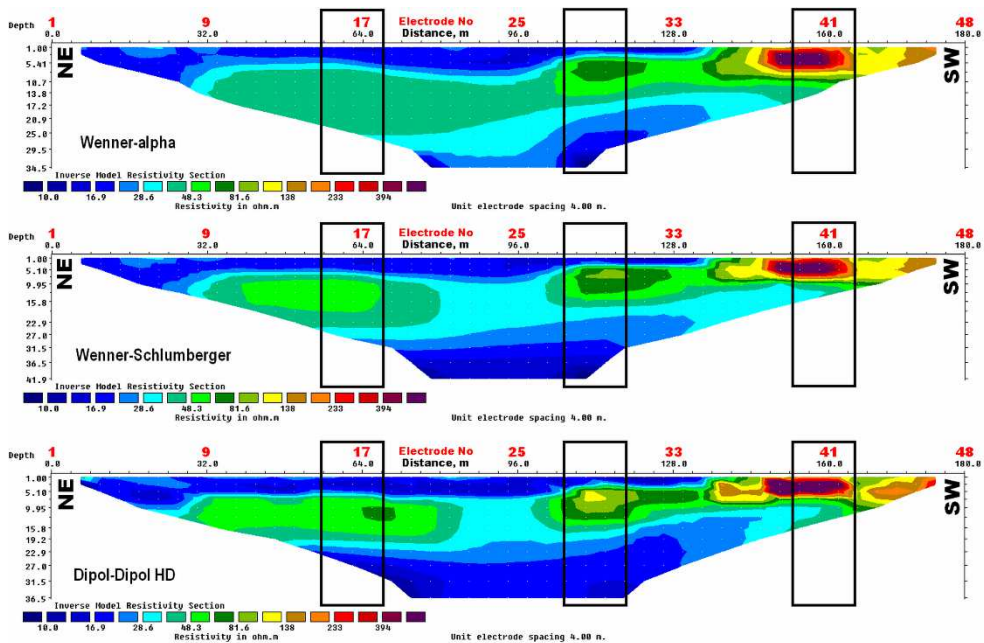 Depth 1 9 17 Electrode No 25 33 41 48
0.0 32.0 64.0 Distance, m 96.0 128.0 160.0 180.0
NE
SW
1.00
5.41
10.7
13.8
17.2
20.9
25.0
29.5
34.5
Wenner-alpha
Inverse Model Resistivity Section
10.0 16.9 28.6 48.3 81.6 138 233 394
Resistivity in ohm.m Unit electrode spacing 4.00 m.
Depth 1 9 17 Electrode No 25 33 41 48
0.0 32.0 64.0 Distance, m 96.0 128.0 160.0 180.0
NE
SW
1.00
5.10
9.95
15.8
22.9
27.0
31.5
36.5
41.9
Wenner-Schlumberger
Inverse Model Resistivity Section
10.0 16.9 28.6 48.3 81.6 138 233 394
Resistivity in ohm.m Unit electrode spacing 4.00 m.
Depth 1 9 17 Electrode No 25 33 41 48
0.0 32.0 64.0 Distance, m 96.0 128.0 160.0 180.0
NE
SW
1.00
5.10
9.95
15.8
19.2
22.9
27.0
31.5
36.5
Dipol-Dipol HD
Inverse Model Resistivity Section
10.0 16.9 28.6 48.3 81.6 138 233 394
Resistivity in ohm.m Unit electrode spacing 4.00 m.